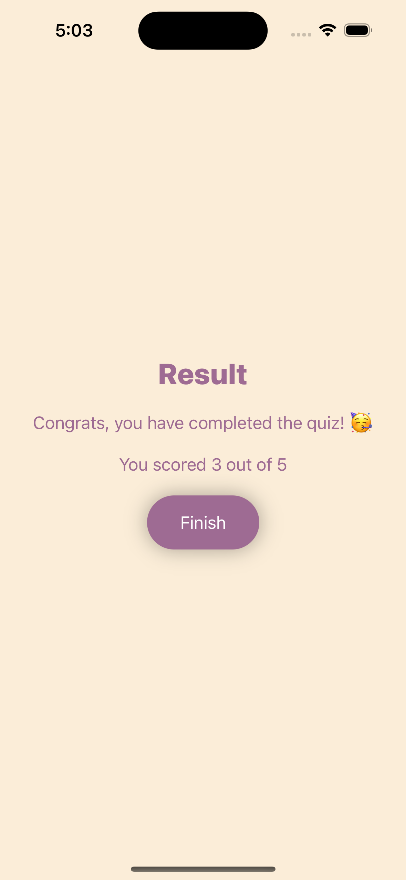 5:03
Result
Congrats, you have completed the quiz! 🥳
You scored 3 out of 5
Finish